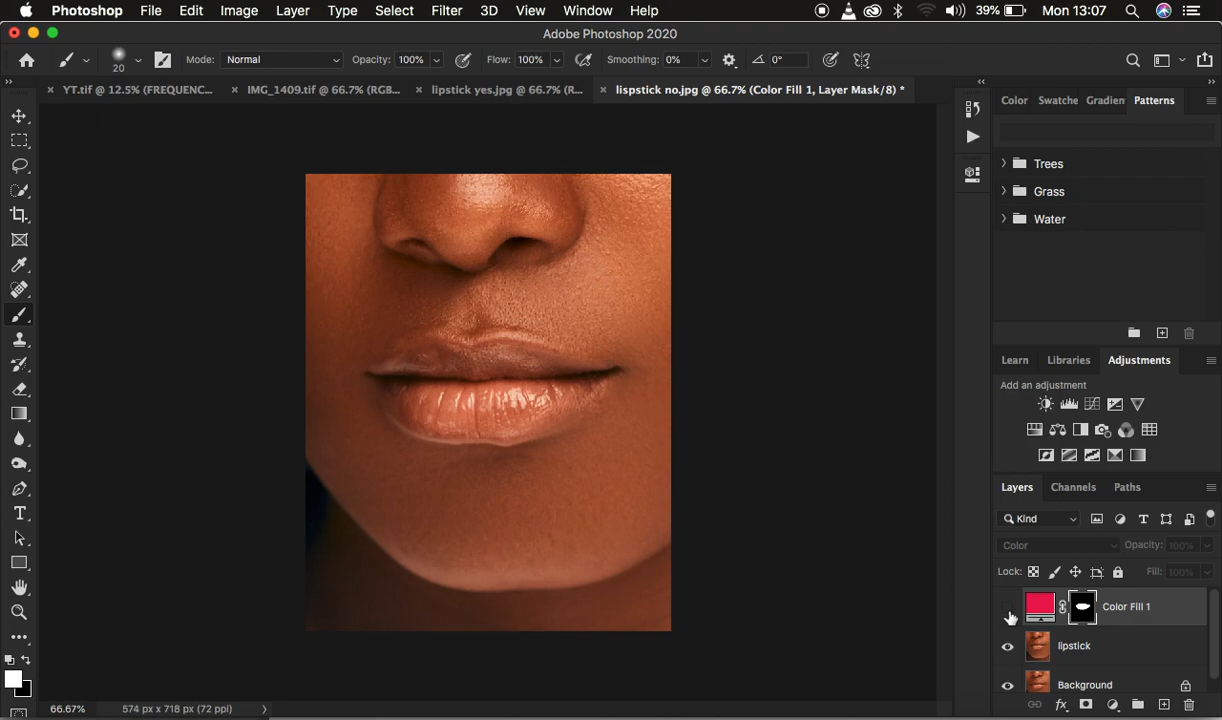 Photoshop File Edit Image Layer Type Select Filter 3D View Window Help 39% Mon 13:07
Adobe Photoshop 2020
20 Mode: Normal Opacity: 100% Flow: 100% Smoothing: 0% 0°
YT.tif @ 12.5% (FREQUENC... IMG_1409.tif @ 66.7% (RGB... lipstick yes.jpg @ 66.7% (R... lispstick no.jpg @ 66.7% (Color Fill 1, Layer Mask/8) *
Color Swatche Gradien Patterns
Trees
Grass
Water
Learn Libraries Adjustments
Add an adjustment
Layers Channels Paths
Kind
Color Opacity: 100%
Lock: Fill: 100%
Color Fill 1
lipstick
Background
66.67% 574 px x 718 px (72 ppi)